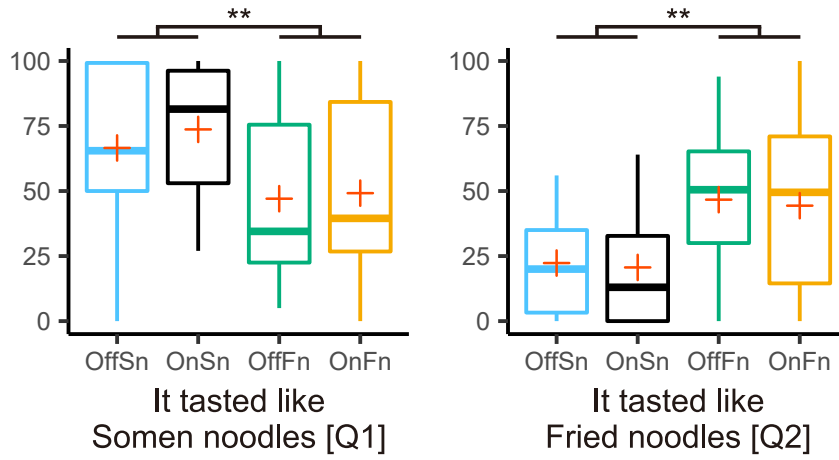 **
100
75
50
25
0
OffSn OnSn OffFn OnFn
It tasted like
Somen noodles [Q1]
**
100
75
50
25
0
OffSn OnSn OffFn OnFn
It tasted like
Fried noodles [Q2]